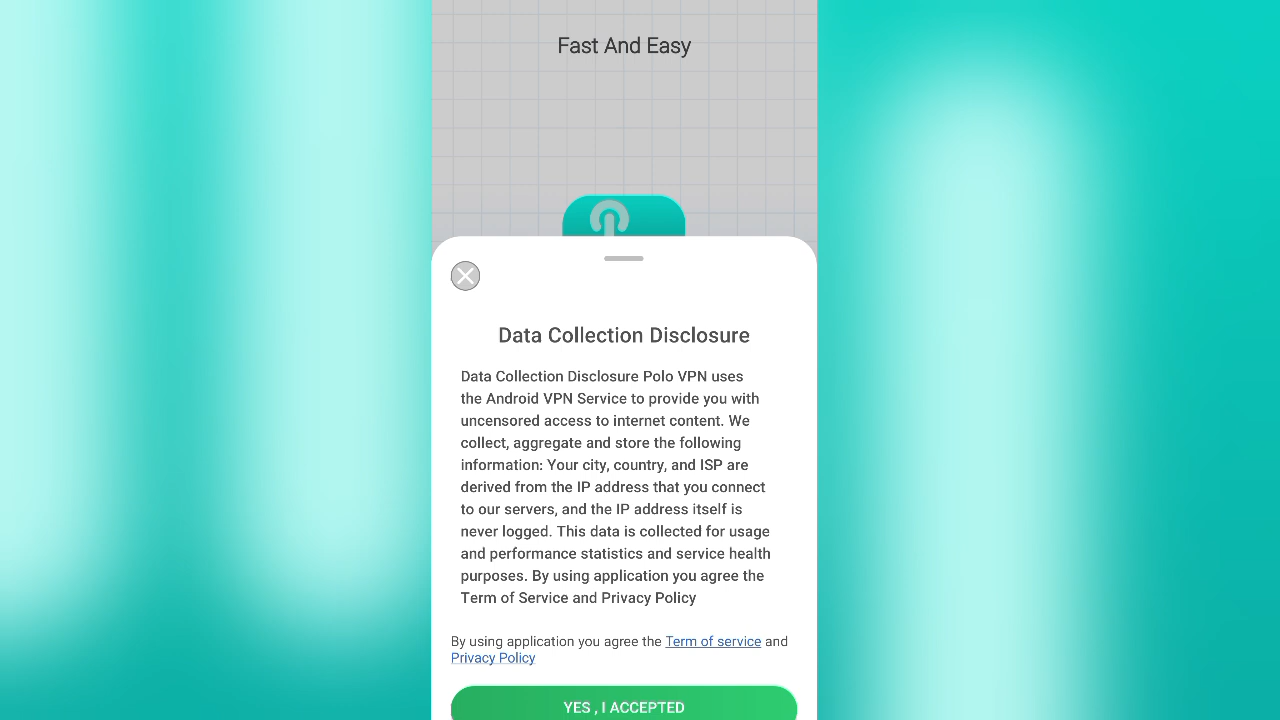 Fast And Easy
Data Collection Disclosure
Data Collection Disclosure Polo VPN uses
the Android VPN Service to provide you with
uncensored access to internet content. We
collect, aggregate and store the following
information: Your city, country, and ISP are
derived from the IP address that you connect
to our servers, and the IP address itself is
never logged. This data is collected for usage
and performance statistics and service health
purposes. By using application you agree the
Term of Service and Privacy Policy
By using application you agree the Term of service and
Privacy Policy
YES , I ACCEPTED